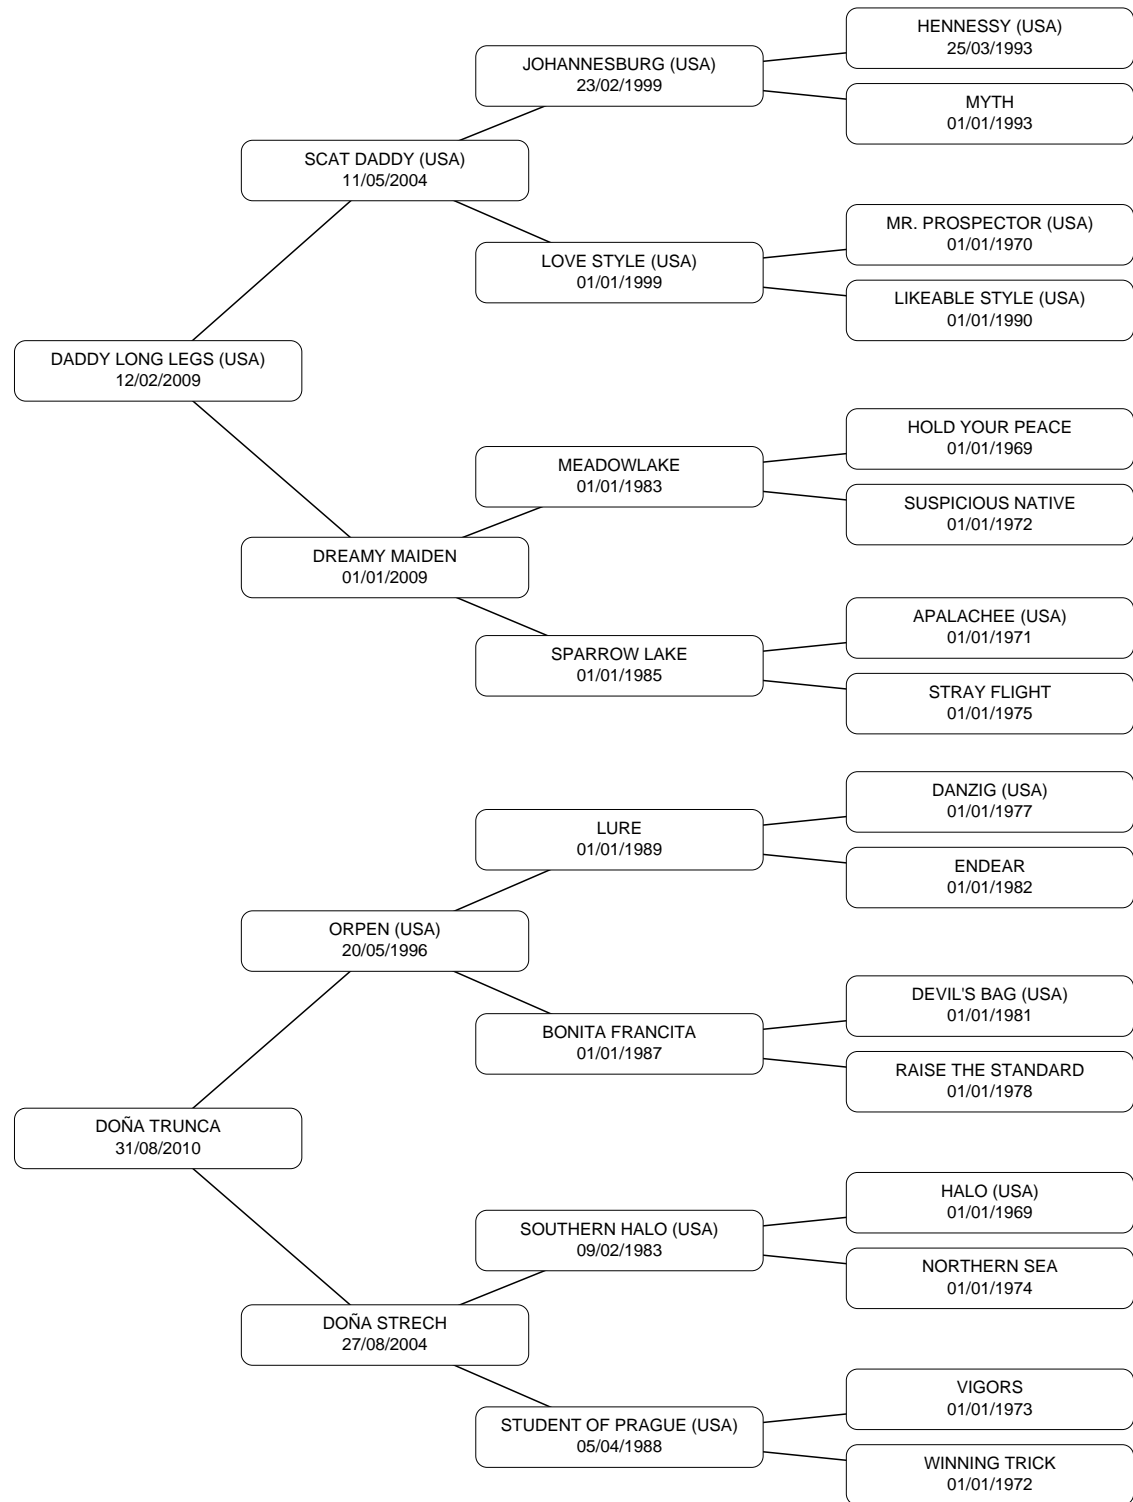 HENNESSY (USA)
25/03/1993
JOHANNESBURG (USA)
23/02/1999
MYTH
01/01/1993
SCAT DADDY (USA)
11/05/2004
MR. PROSPECTOR (USA)
01/01/1970
LOVE STYLE (USA)
01/01/1999
LIKEABLE STYLE (USA)
01/01/1990
DADDY LONG LEGS (USA)
12/02/2009
HOLD YOUR PEACE
01/01/1969
MEADOWLAKE
01/01/1983
SUSPICIOUS NATIVE
01/01/1972
DREAMY MAIDEN
01/01/2009
APALACHEE (USA)
01/01/1971
SPARROW LAKE
01/01/1985
STRAY FLIGHT
01/01/1975
DANZIG (USA)
01/01/1977
LURE
01/01/1989
ENDEAR
01/01/1982
ORPEN (USA)
20/05/1996
DEVIL'S BAG (USA)
01/01/1981
BONITA FRANCITA
01/01/1987
RAISE THE STANDARD
01/01/1978
DOÑA TRUNCA
31/08/2010
HALO (USA)
01/01/1969
SOUTHERN HALO (USA)
09/02/1983
NORTHERN SEA
01/01/1974
DOÑA STRECH
27/08/2004
VIGORS
01/01/1973
STUDENT OF PRAGUE (USA)
05/04/1988
WINNING TRICK
01/01/1972